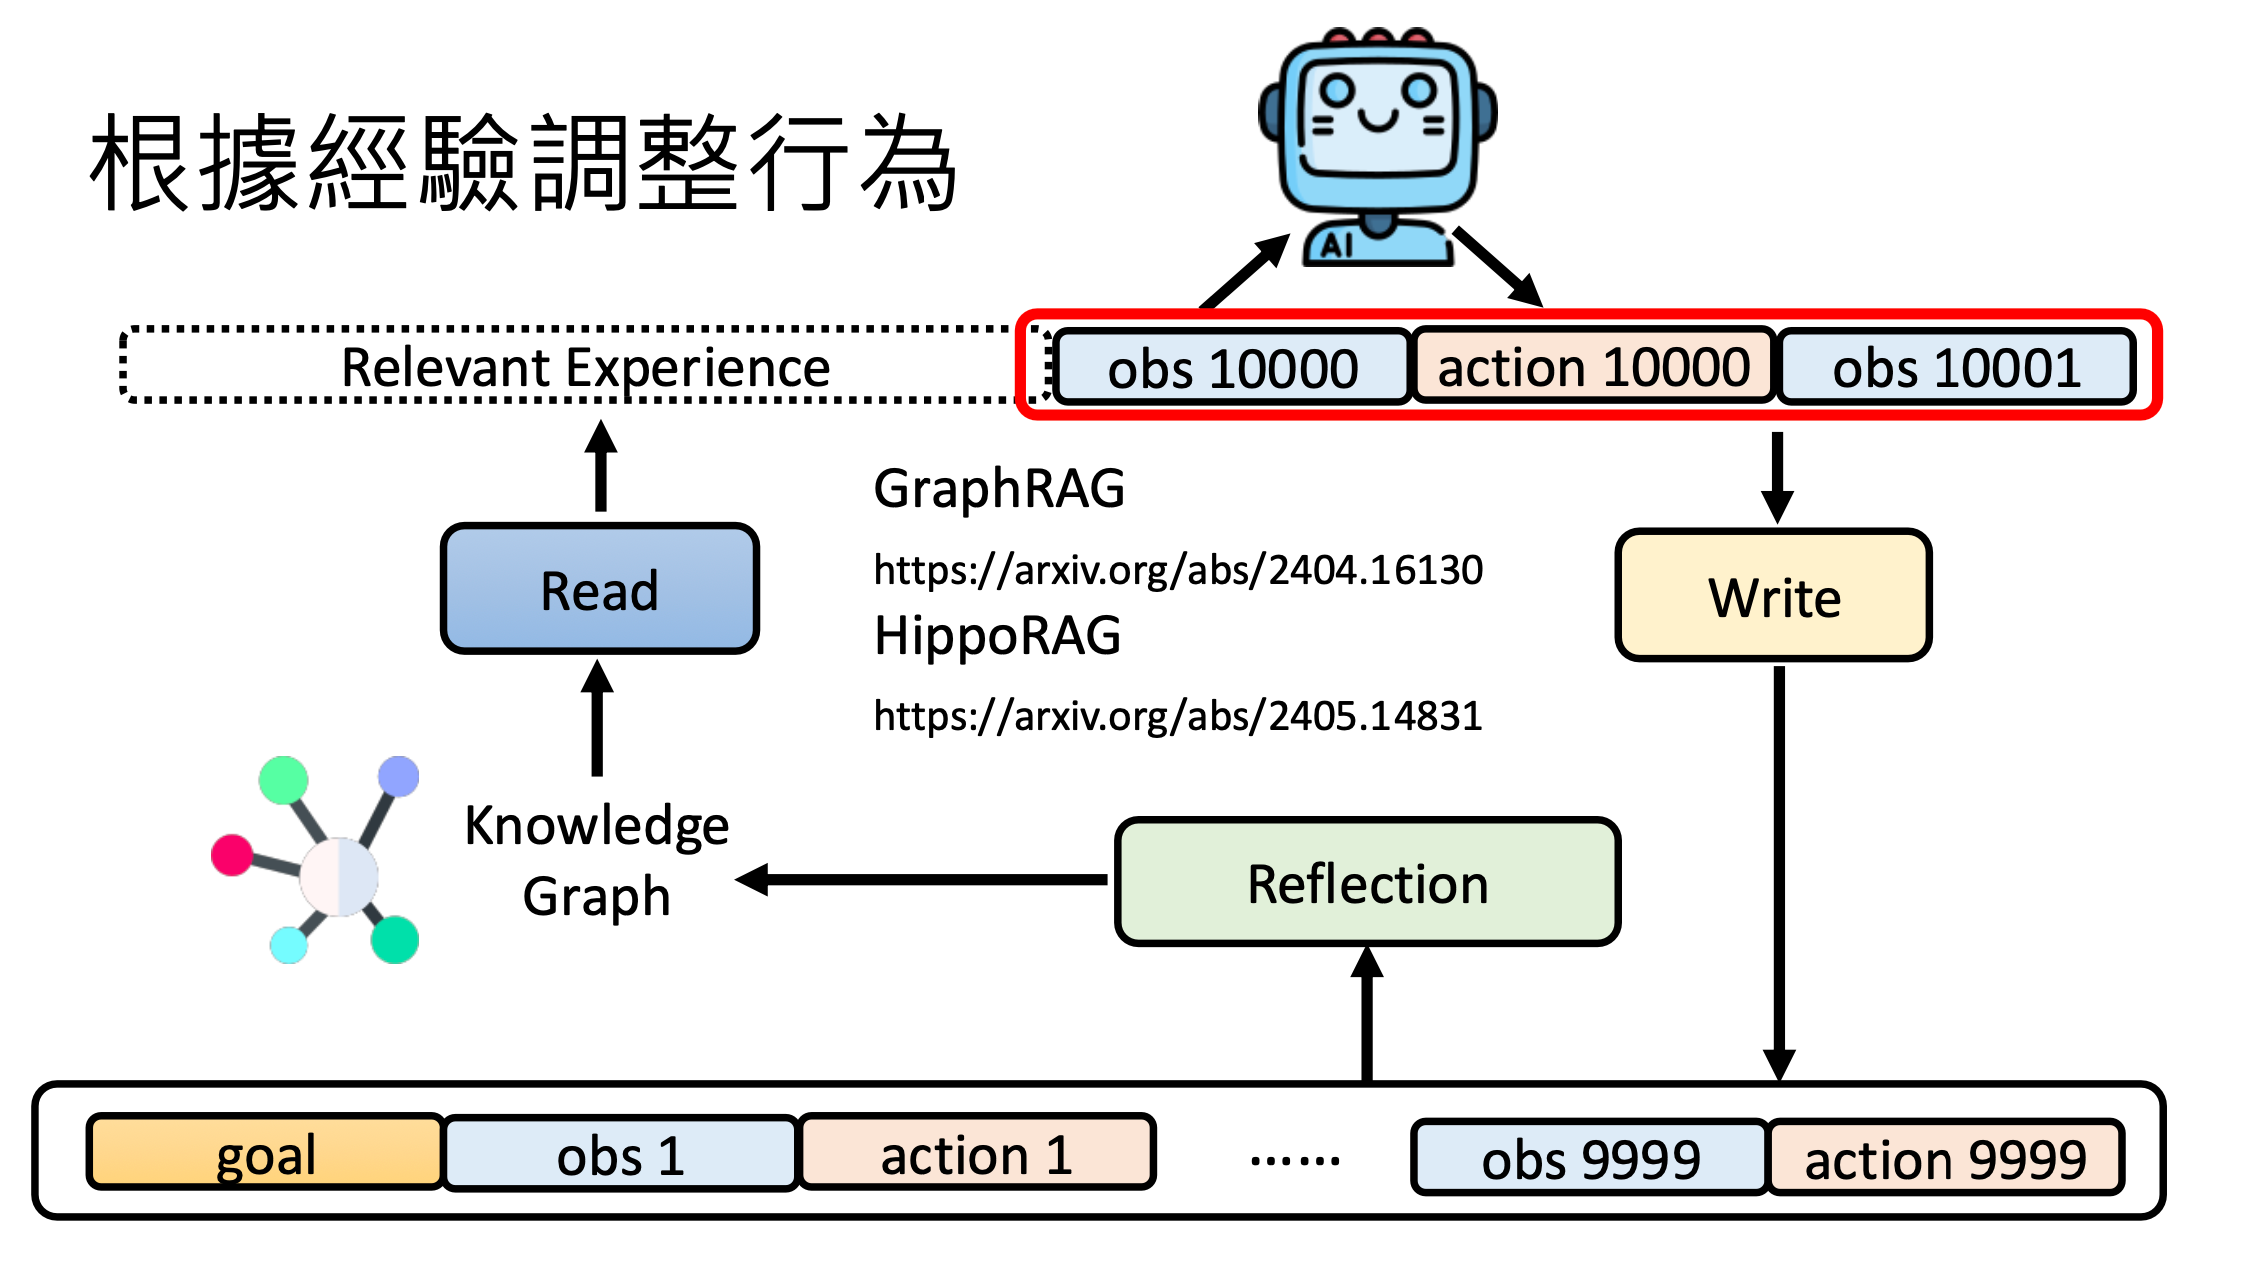 根據經驗調整行為
AI
Relevant Experience
obs 10000
action 10000
obs 10001
GraphRAG
https://arxiv.org/abs/2404.16130
HippoRAG
https://arxiv.org/abs/2405.14831
Read
Write
Knowledge
Graph
Reflection
goal
obs 1
action 1
……
obs 9999
action 9999